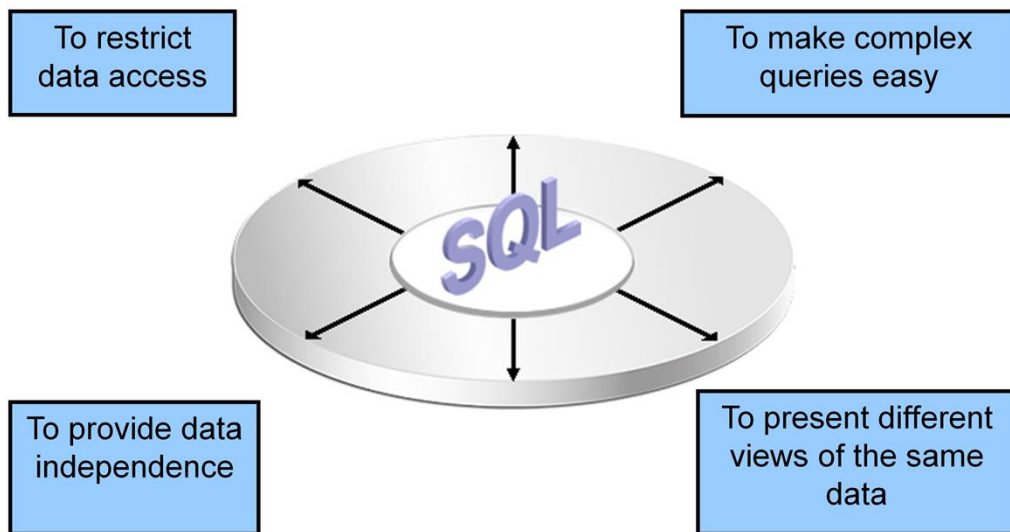 To restrict
data access
To make complex
queries easy
SQL
To provide data
independence
To present different
views of the same
data